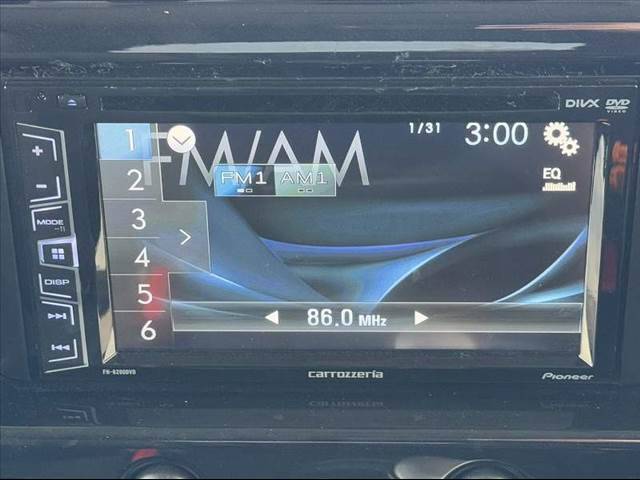 DIVX DVD VIDEO
FM/AM
1/31 3:00
FM1 AM1
EQ
+
−
MODE
DISP
1
2
3
4
5
6
86.0 MHz
FH-6200DVD
carrozzeria
Pioneer